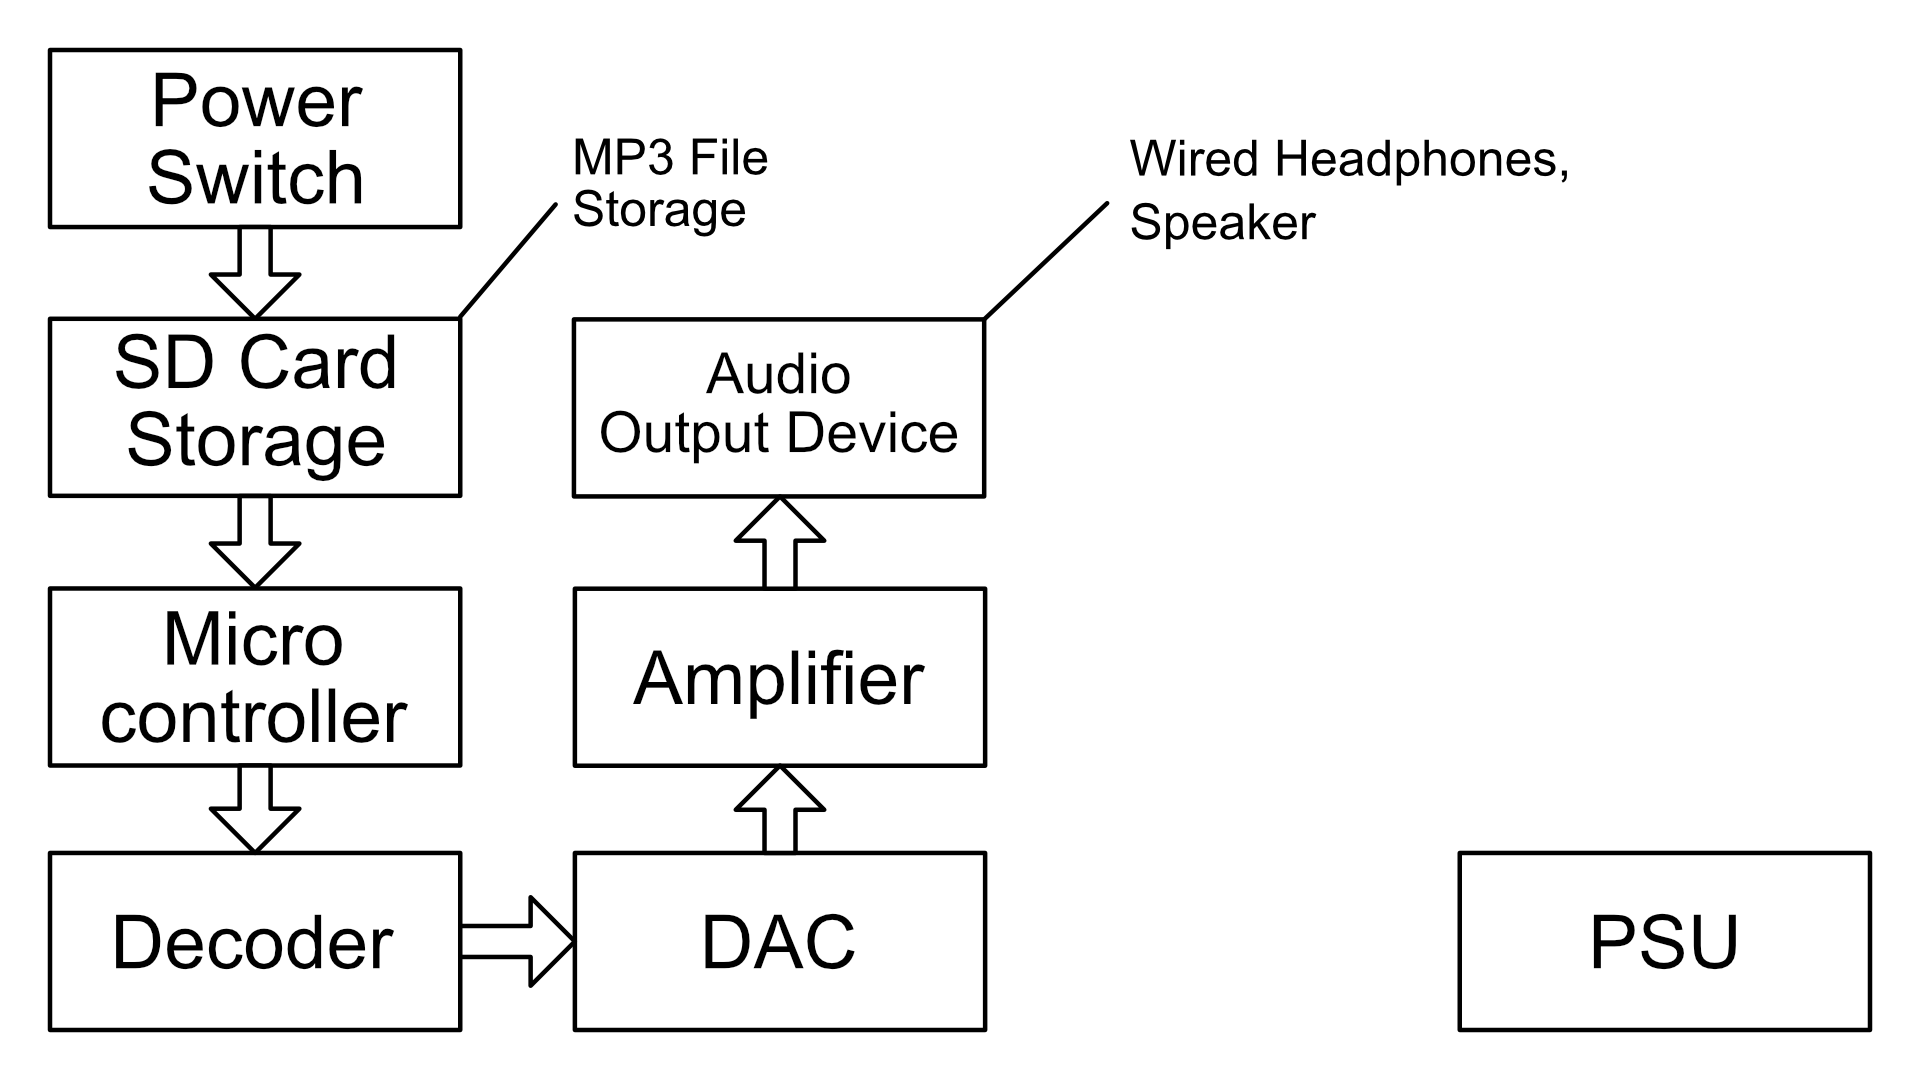 Power
Switch
MP3 File
Storage
Wired Headphones,
Speaker
SD Card
Storage
Audio
Output Device
Micro
controller
Amplifier
Decoder
DAC
PSU